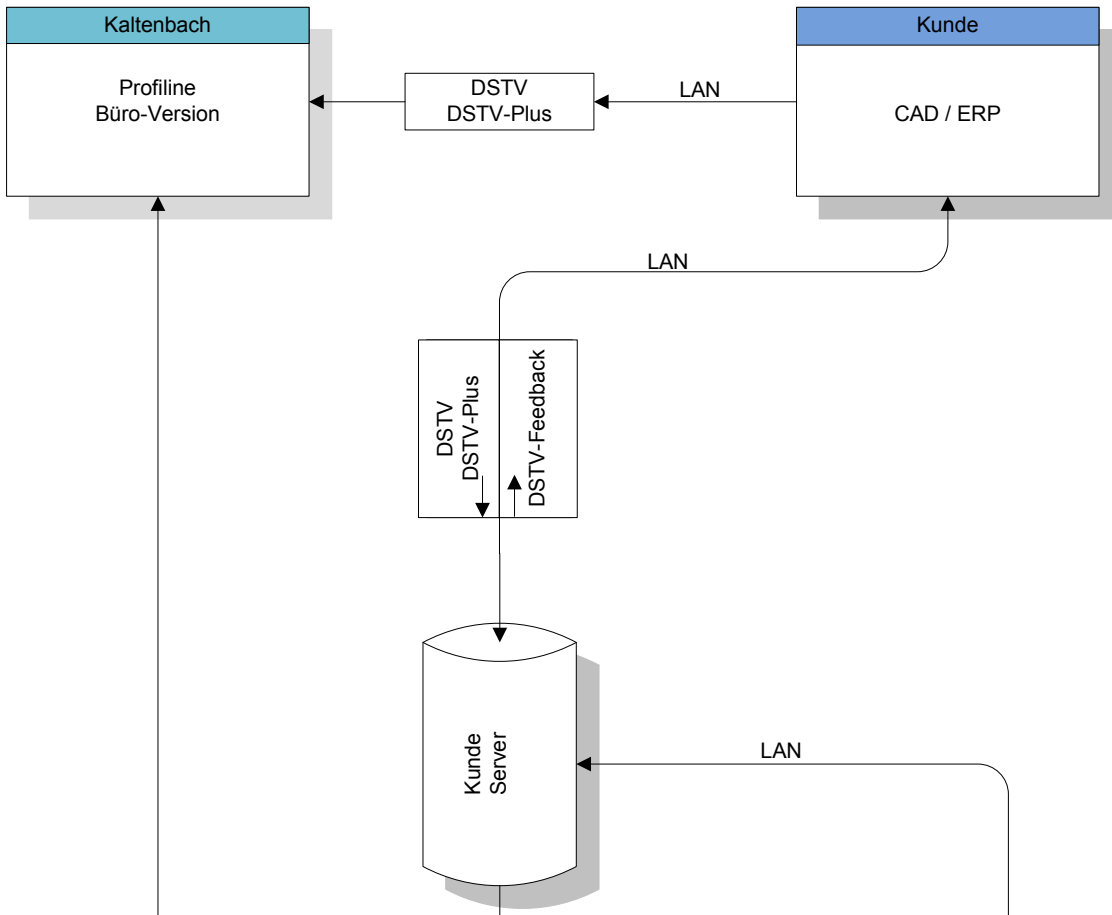 Kaltenbach
Profiline
Büro-Version
DSTV
DSTV-Plus
LAN
Kunde
CAD / ERP
LAN
DSTV
DSTV-Plus
DSTV-Feedback
Kunde
Server
LAN